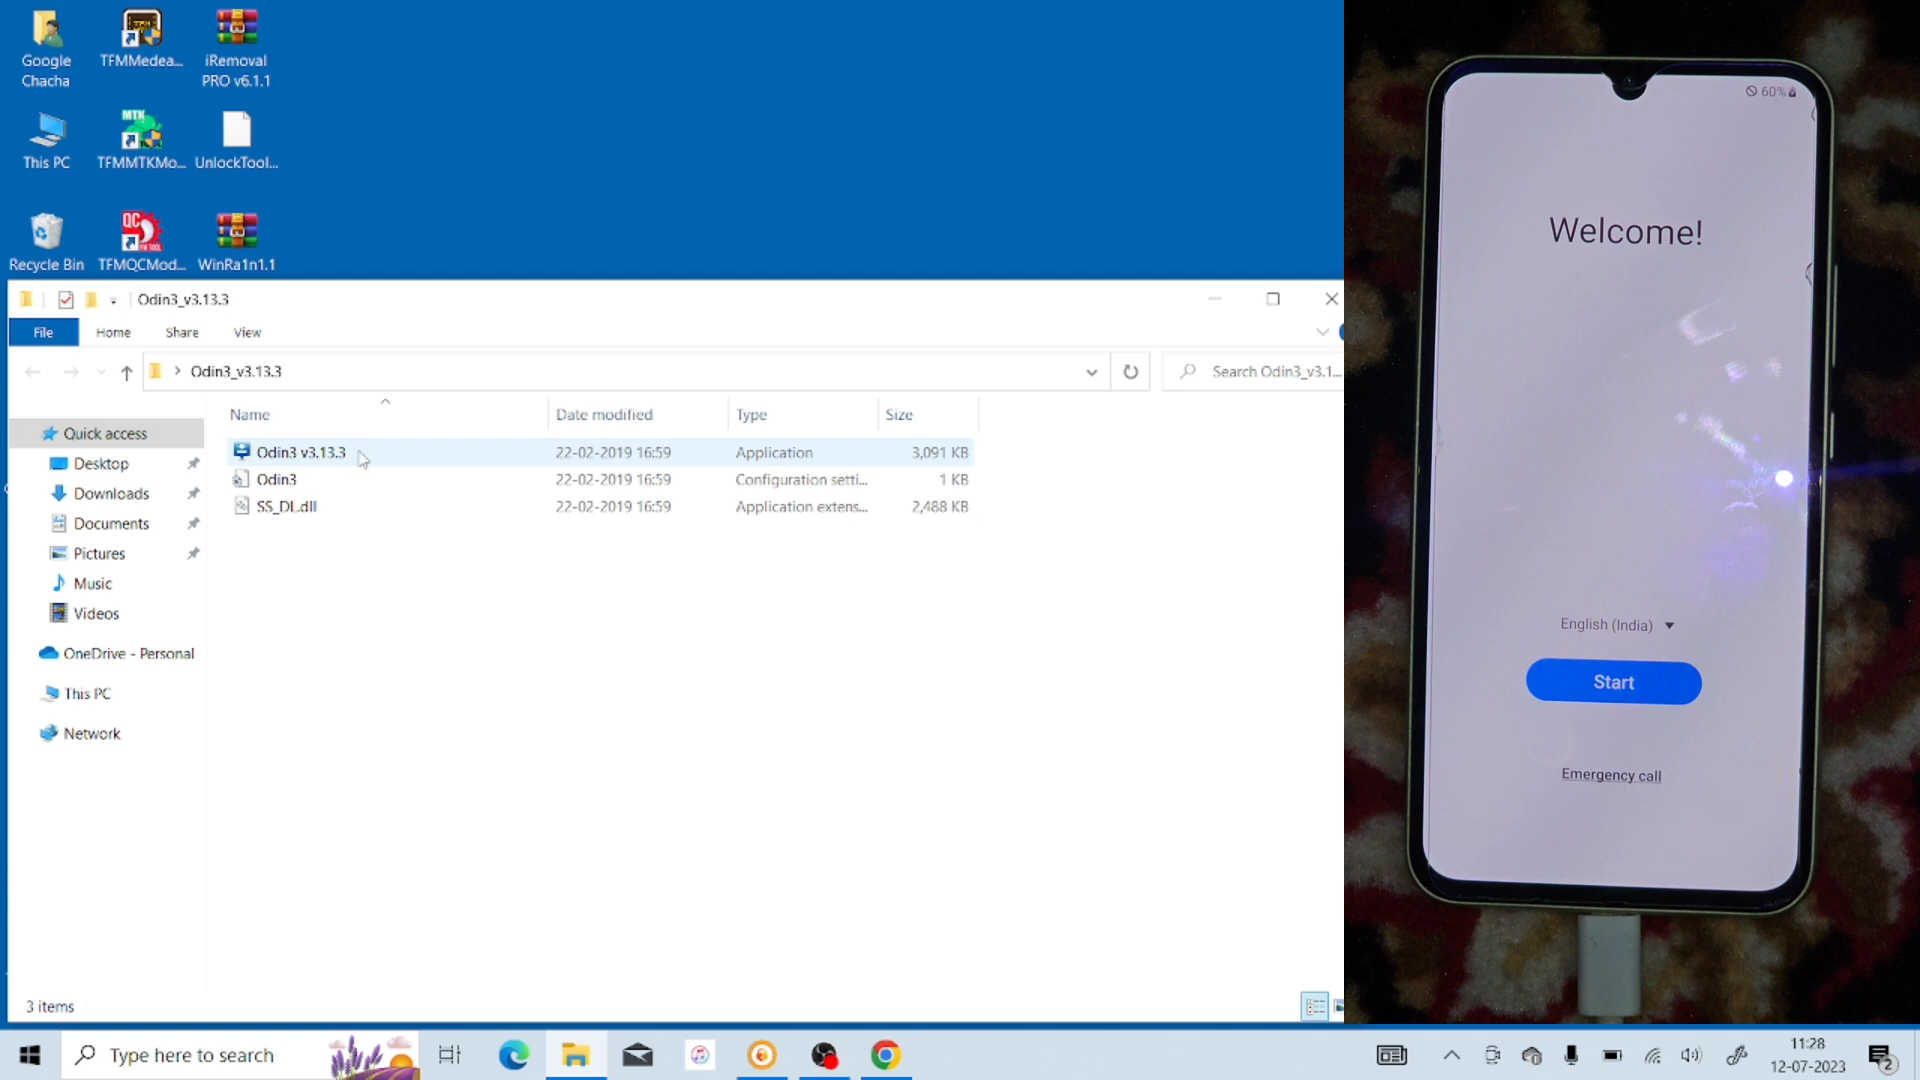 Google Chacha
TFMMedea...
iRemoval PRO v6.1.1
This PC
MTK
TFMMTKMo...
UnlockTool...
Recycle Bin
QC
TFMQCMod...
WinRa1n1.1
Odin3_v3.13.3
File Home Share View
Odin3_v3.13.3
Search Odin3_v3.1...
Name Date modified Type Size
Odin3 v3.13.3 22-02-2019 16:59 Application 3,091 KB
Odin3 22-02-2019 16:59 Configuration setti... 1 KB
SS_DL.dll 22-02-2019 16:59 Application extens... 2,488 KB
Quick access
Desktop
Downloads
Documents
Pictures
Music
Videos
OneDrive - Personal
This PC
Network
3 items
Type here to search
11:28
12-07-2023
2
60%
Welcome!
English (India)
Start
Emergency call